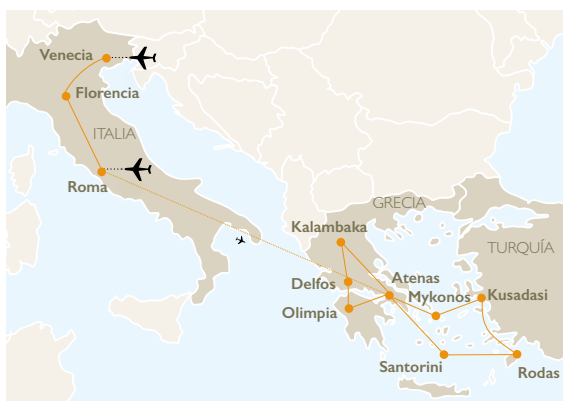 Venecia
Florencia
ITALIA
Roma
GRECIA
Kalambaka
TURQUÍA
Delfos
Atenas
Mykonos
Kusadasi
Olimpia
Santorini
Rodas